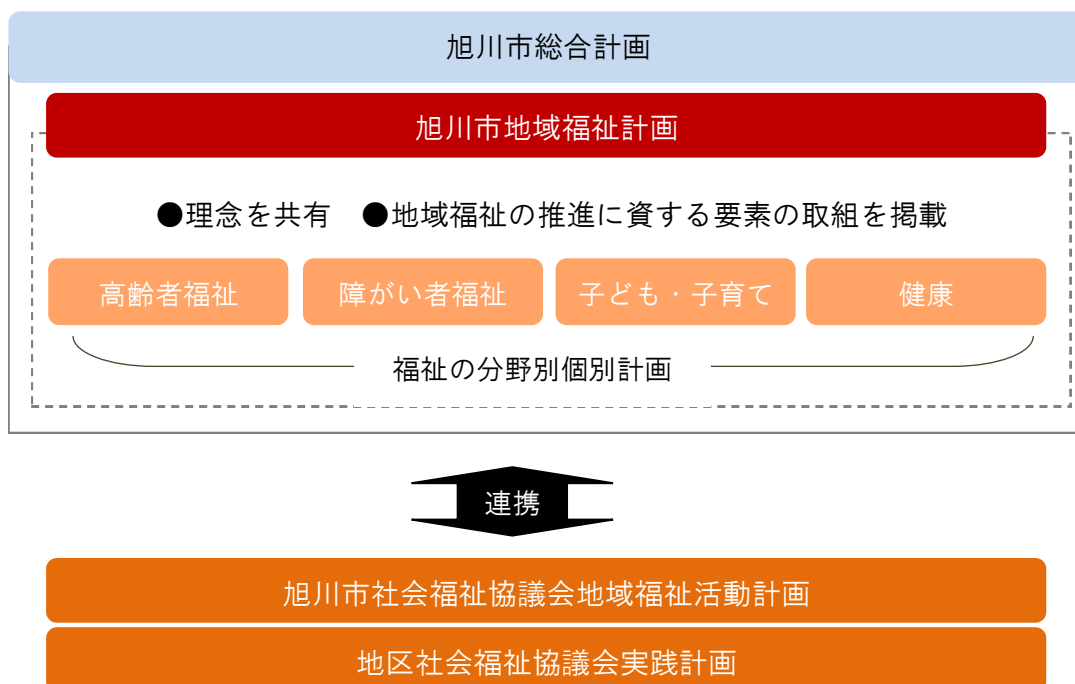 旭川市総合計画
旭川市地域福祉計画
●理念を共有　●地域福祉の推進に資する要素の取組を掲載
高齢者福祉
障がい者福祉
子ども・子育て
健康
福祉の分野別個別計画
連携
旭川市社会福祉協議会地域福祉活動計画
地区社会福祉協議会実践計画